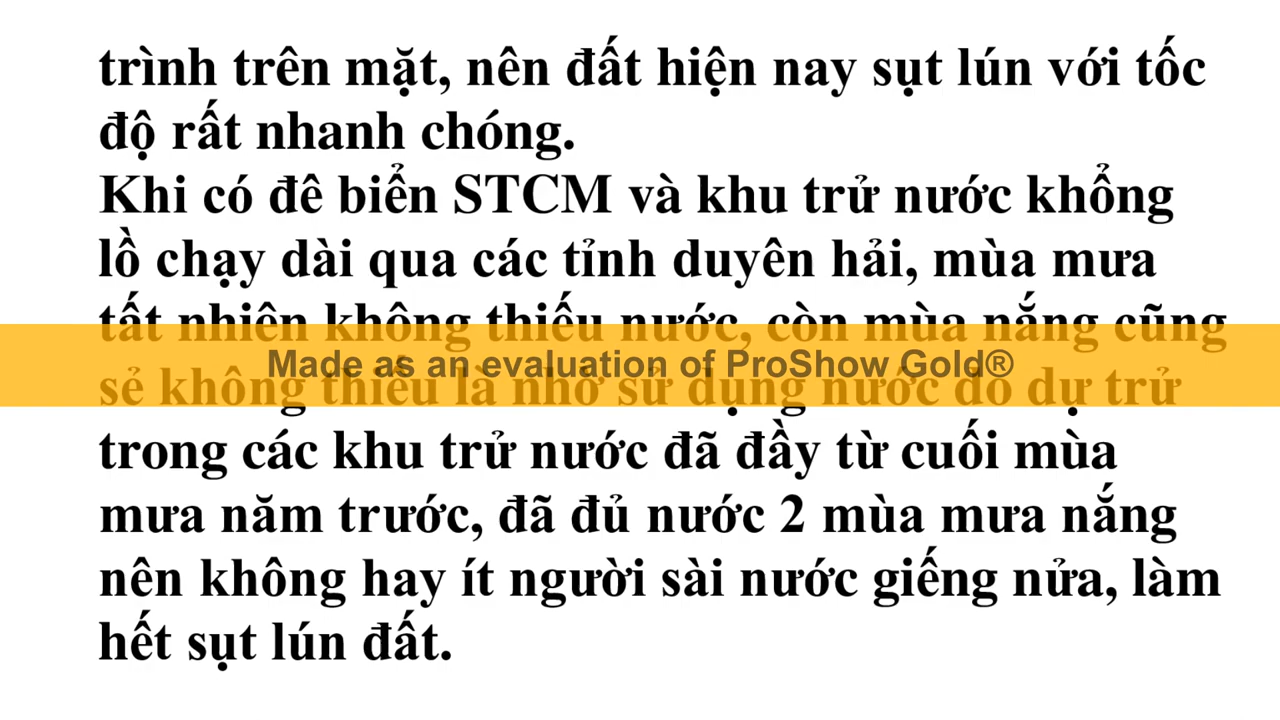 trình trên mặt, nên đất hiện nay sụt lún với tốc
độ rất nhanh chóng.
Khi có đê biển STCM và khu trử nước khổng
lồ chạy dài qua các tỉnh duyên hải, mùa mưa
tất nhiên không thiếu nước, còn mùa nắng cũng
Made as an evaluation of ProShow Gold®
sẻ không thiếu là nhờ sử dụng nước đó dự trử
trong các khu trử nước đã đầy từ cuối mùa
mưa năm trước, đã đủ nước 2 mùa mưa nắng
nên không hay ít người sài nước giếng nửa, làm
hết sụt lún đất.